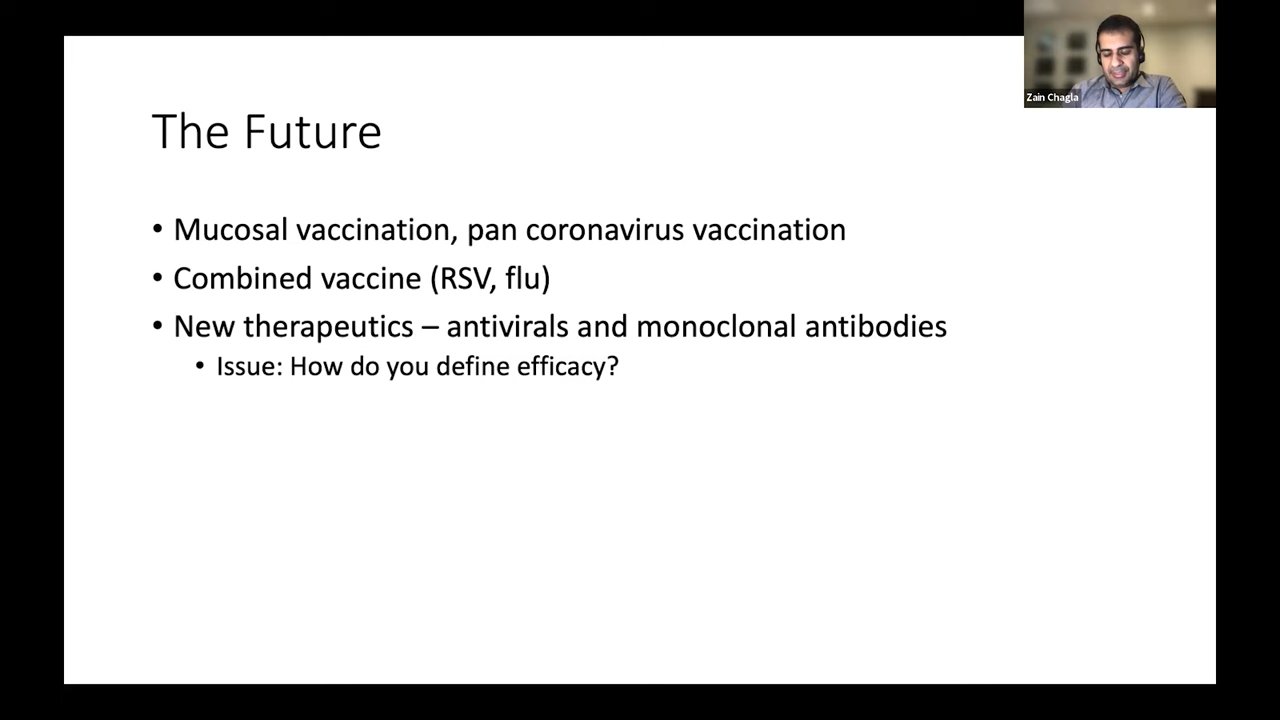 Zain Chagla
The Future
• Mucosal vaccination, pan coronavirus vaccination
• Combined vaccine (RSV, flu)
• New therapeutics – antivirals and monoclonal antibodies
• Issue: How do you define efficacy?